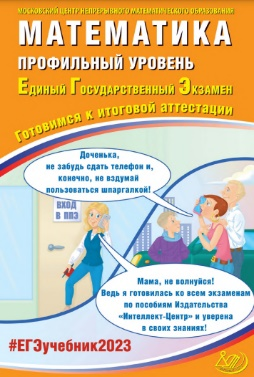 МОСКОВСКИЙ ЦЕНТР НЕПРЕРЫВНОГО МАТЕМАТИЧЕСКОГО ОБРАЗОВАНИЯ
МАТЕМАТИКА
ПРОФИЛЬНЫЙ УРОВЕНЬ
ЕДИНЫЙ ГОСУДАРСТВЕННЫЙ ЭКЗАМЕН
Готовимся к итоговой аттестации
Доченька,
не забудь сдать телефон и,
конечно, не вздумай
пользоваться шпаргалкой!
ВХОД
В ППЭ
Мама, не волнуйся!
Ведь я готовилась ко всем экзаменам
по пособиям Издательства
«Интеллект-Центр» и уверена
в своих знаниях!
#ЕГЭучебник2023